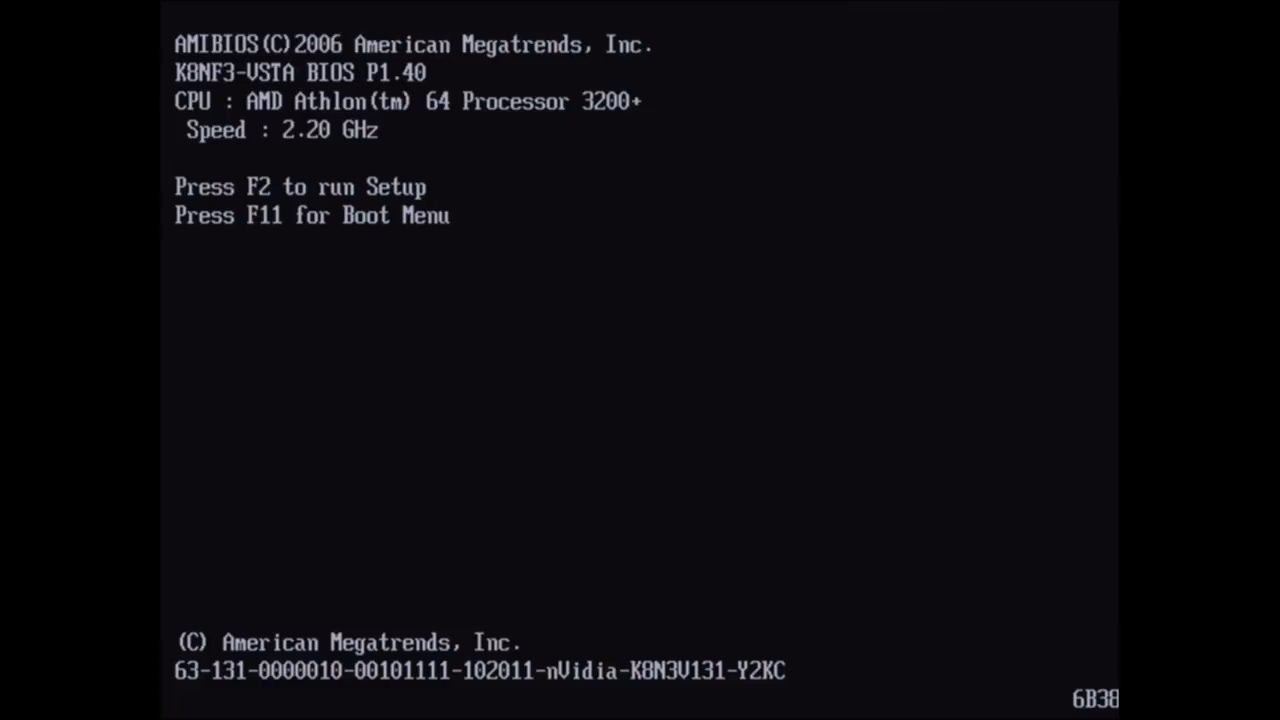 AMIBIOS(C)2006 American Megatrends, Inc.
K8NF3-VSTA BIOS P1.40
CPU : AMD Athlon(tm) 64 Processor 3200+
Speed : 2.20 GHz
Press F2 to run Setup
Press F11 for Boot Menu
(C) American Megatrends, Inc.
63-131-0000010-00101111-102011-nVidia-K8N3V131-Y2KC
6B38